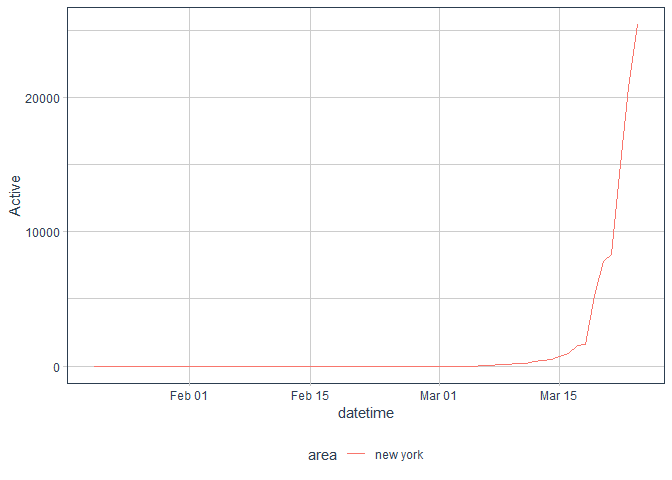 20000
10000
0
Active
Feb 01 Feb 15 Mar 01 Mar 15
datetime
area new york